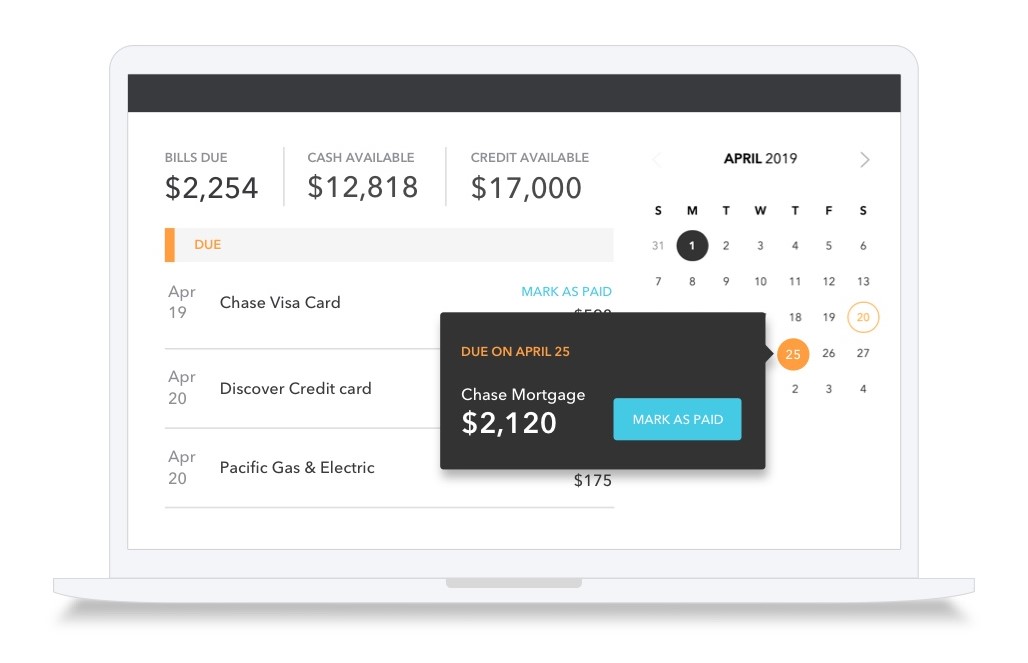 BILLS DUE
$2,254
CASH AVAILABLE
$12,818
CREDIT AVAILABLE
$17,000
DUE
Apr
19
Chase Visa Card
MARK AS PAID
Apr
20
Discover Credit card
Apr
20
Pacific Gas & Electric
$175
APRIL 2019
S M T W T F S
31 1 2 3 4 5 6
7 8 9 10 11 12 13
18 19 20
25 26 27
2 3 4
DUE ON APRIL 25
Chase Mortgage
$2,120
MARK AS PAID